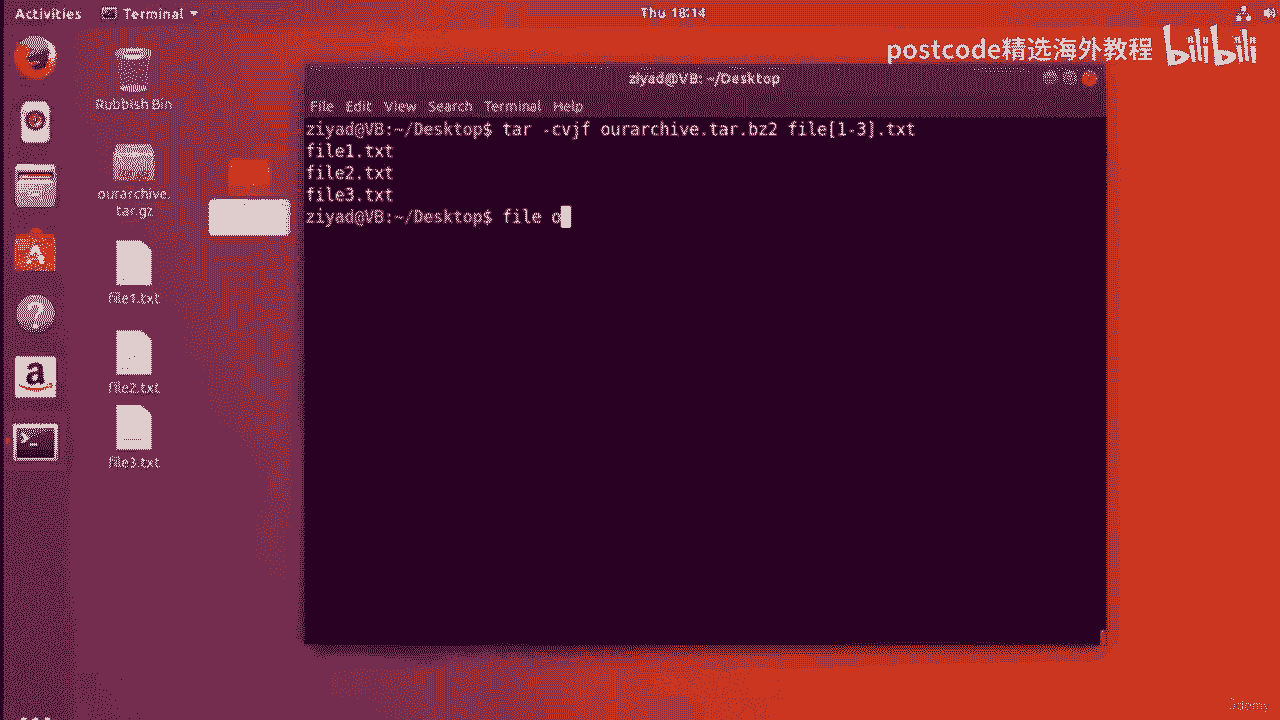 Activities
Terminal
Thu 18:14
postcode精选海外教程 bilibili
Rubbish Bin
ourarchive.
tar.gz
file1.txt
file2.txt
file3.txt
ziyad@VB: ~/Desktop
File Edit View Search Terminal Help
ziyad@VB:~/Desktop$ tar -cvjf ourarchive.tar.bz2 file[1-3].txt
file1.txt
file2.txt
file3.txt
ziyad@VB:~/Desktop$ file o